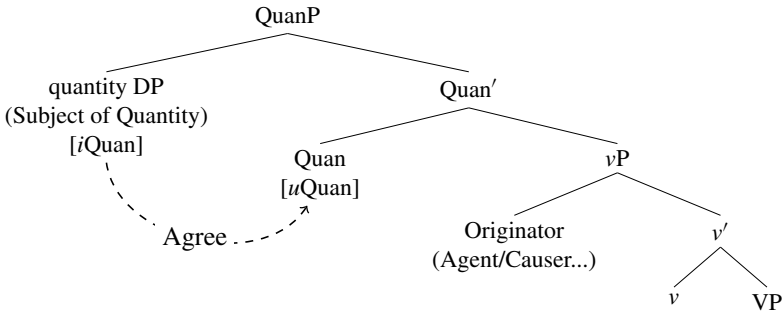 QuanP
quantity DP
(Subject of Quantity)
[iQuan]
Quan′
Quan
[uQuan]
vP
Agree
Originator
(Agent/Causer...)
v′
v
VP